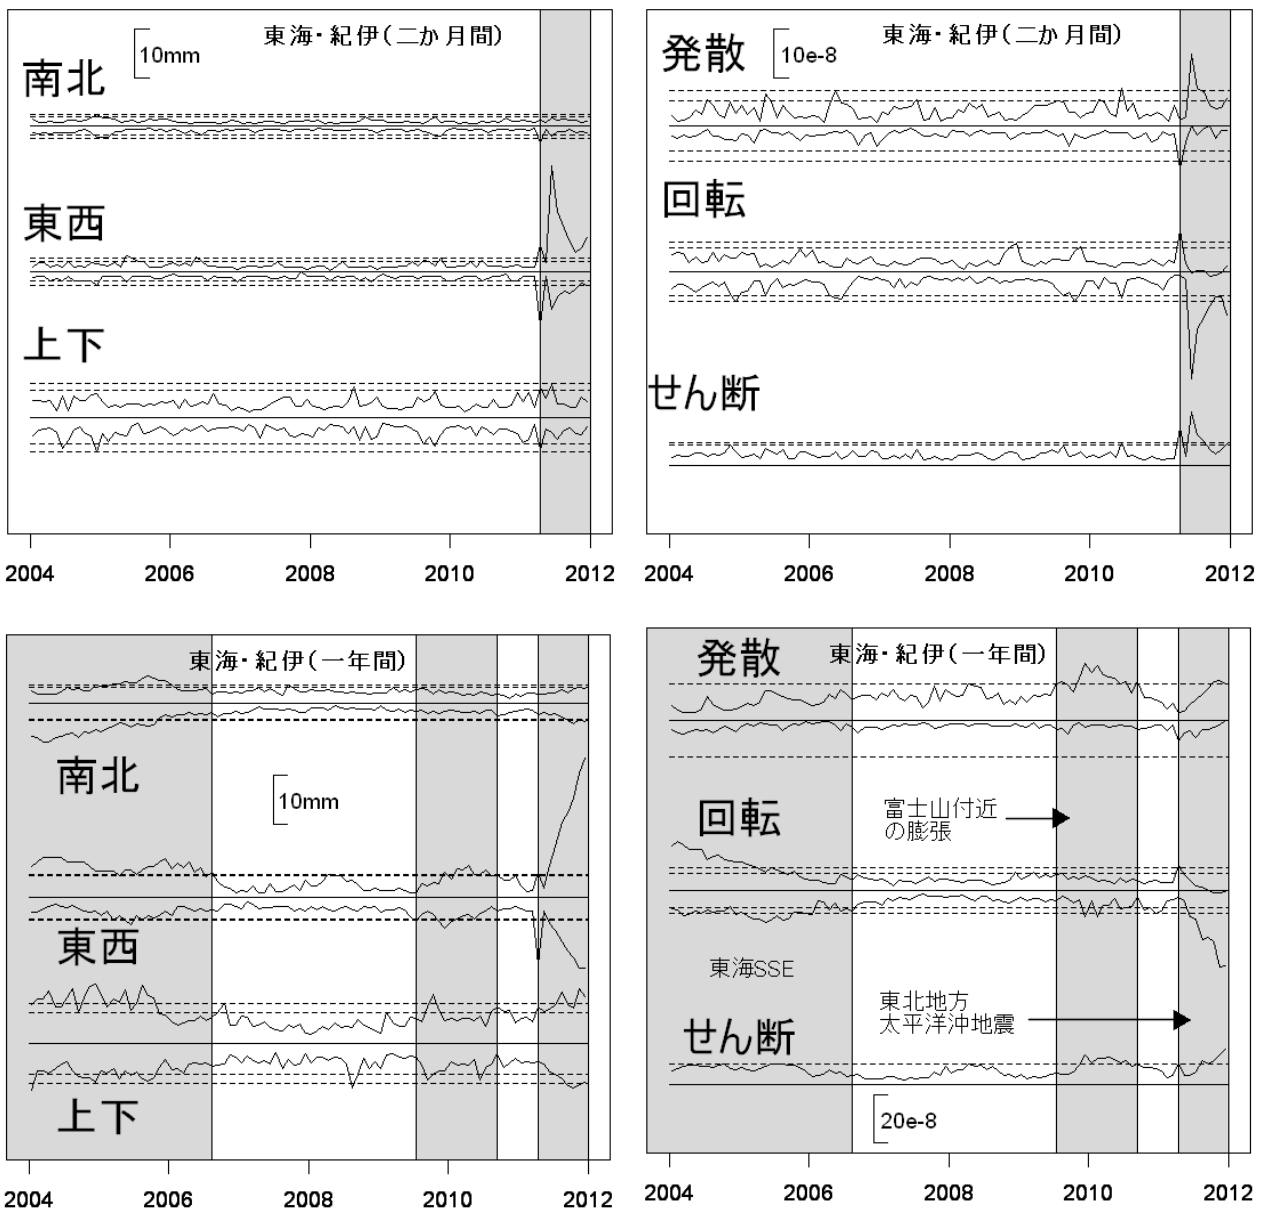 東海・紀伊(二か月間)
10mm
南北
東西
上下
2004 2006 2008 2010 2012
東海・紀伊(二か月間)
発散
10e-8
回転
せん断
2004 2006 2008 2010 2012
東海・紀伊(一年間)
南北
10mm
東西
上下
2004 2006 2008 2010 2012
発散
東海・紀伊(一年間)
回転
富士山付近
の膨張
東海SSE
東北地方
太平洋沖地震
せん断
20e-8
2004 2006 2008 2010 2012